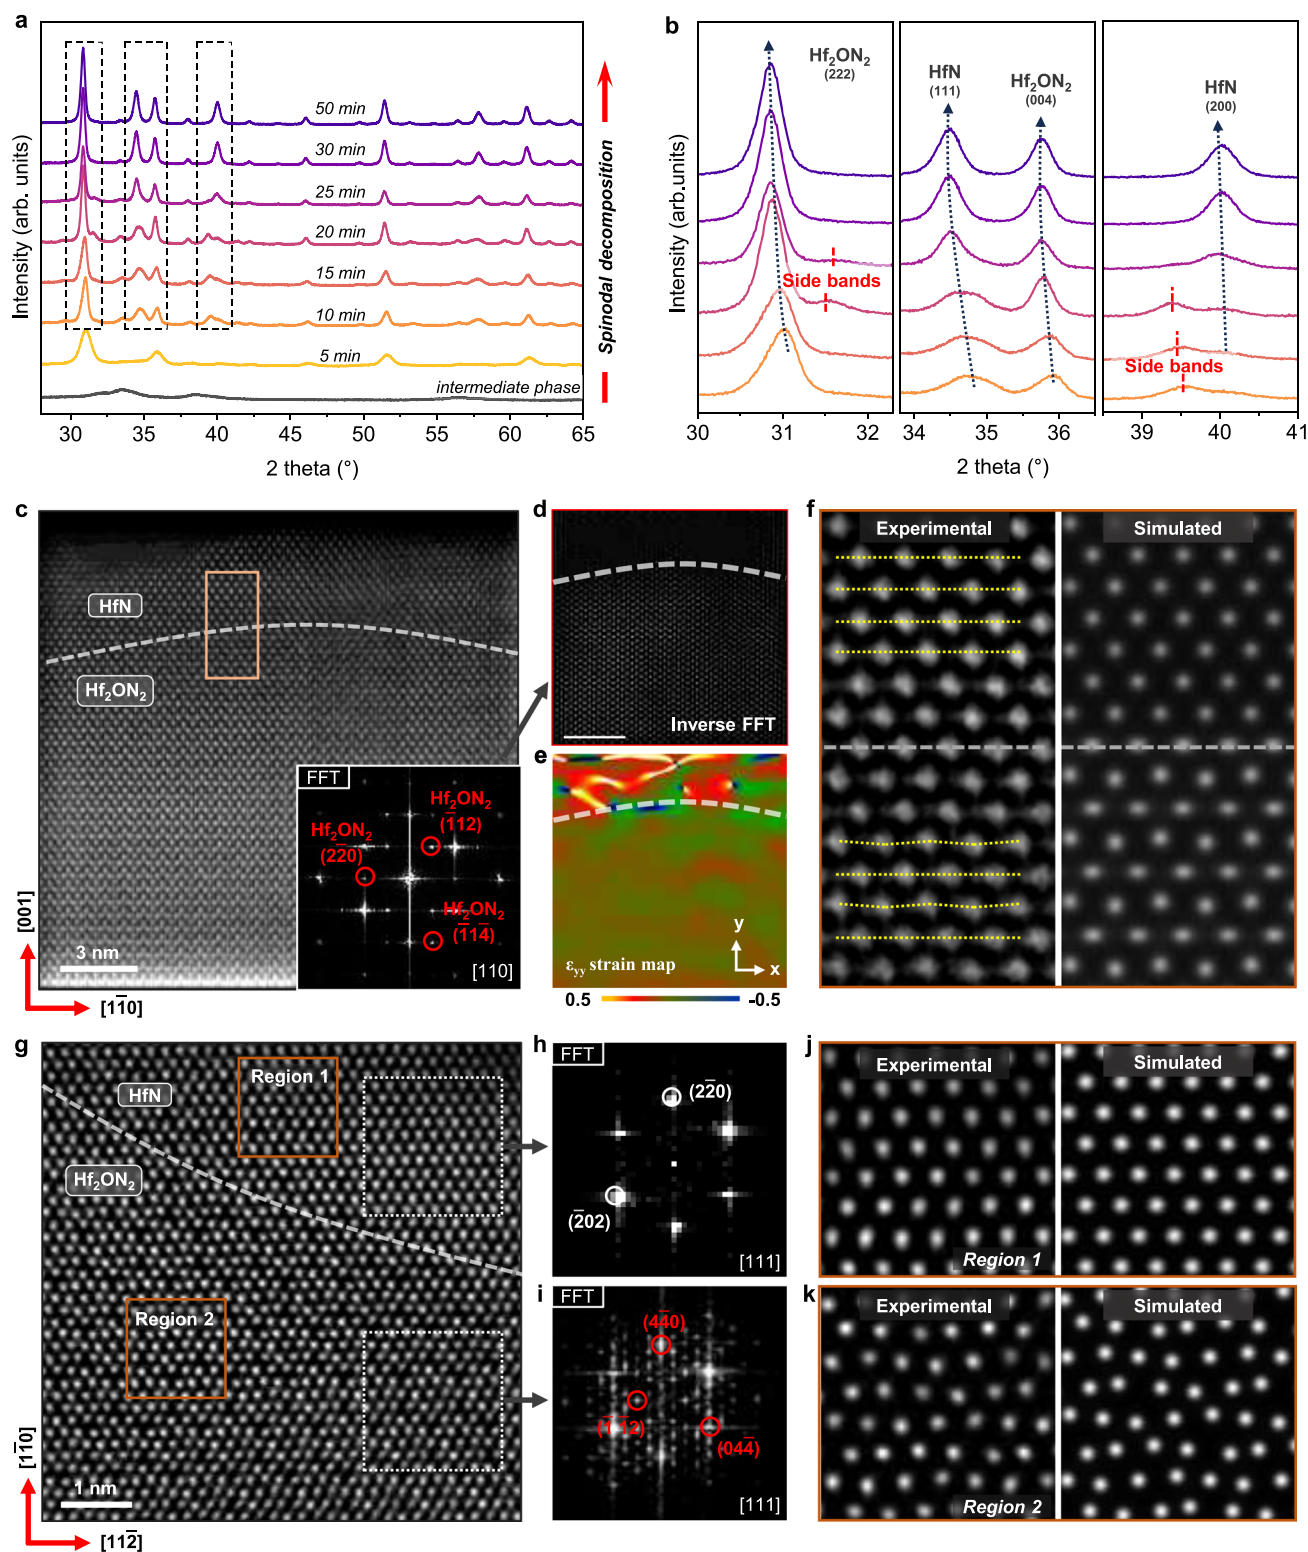 a
Intensity (arb. units)
50 min
30 min
25 min
20 min
15 min
10 min
5 min
intermediate phase
30 35 40 45 50 55 60 65
2 theta (°)
Spinodal decomposition
b
Intensity (arb.units)
Hf₂ON₂
(222)
HfN
(111)
Hf₂ON₂
(004)
HfN
(200)
Side bands
Side bands
30 31 32
34 35 36
39 40 41
2 theta (°)
2 theta (°)
c
HfN
Hf₂ON₂
FFT
Hf₂ON₂
(1̅12)
Hf₂ON₂
(22̅0)
Hf₂ON₂
(1̅14̅)
[110]
3 nm
[001]
[11̅0]
d
Inverse FFT
e
εyy strain map
y
x
0.5 -0.5
f
Experimental
Simulated
g
HfN
Region 1
Hf₂ON₂
Region 2
1 nm
[11̅0]
[112̅]
h
FFT
(22̅0)
(2̅02)
[111]
i
FFT
(44̅0)
(1̅1̅2)
(044̅)
[111]
j
Experimental
Simulated
Region 1
k
Experimental
Simulated
Region 2